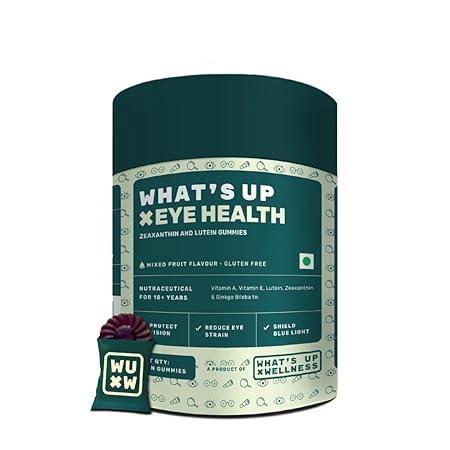 WHAT'S UP
×EYE HEALTH
ZEAXANTHIN AND LUTEIN GUMMIES
MIXED FRUIT FLAVOUR · GLUTEN FREE
NUTRACEUTICAL
FOR 18+ YEARS
Vitamin A, Vitamin E, Lutein, Zeaxanthin
& Ginkgo Biloba to:
PROTECT
VISION
REDUCE EYE
STRAIN
SHIELD
BLUE LIGHT
QTY:
GUMMIES
A PRODUCT OF
WHAT'S UP
×WELLNESS
WU
×W